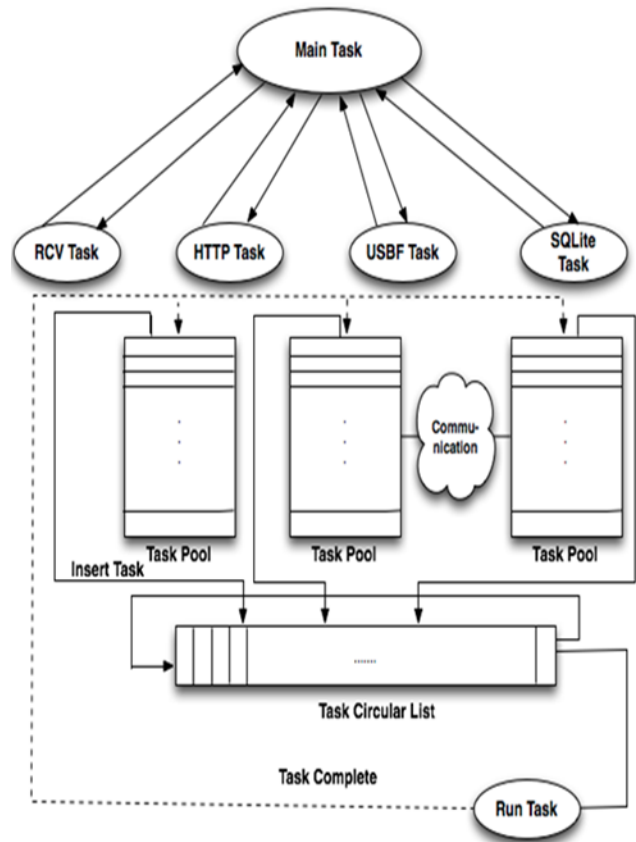 Main Task
RCV Task
HTTP Task
USBF Task
SQLite
Task
Commu-
nication
Task Pool
Task Pool
Task Pool
Insert Task
.......
Task Circular List
Task Complete
Run Task